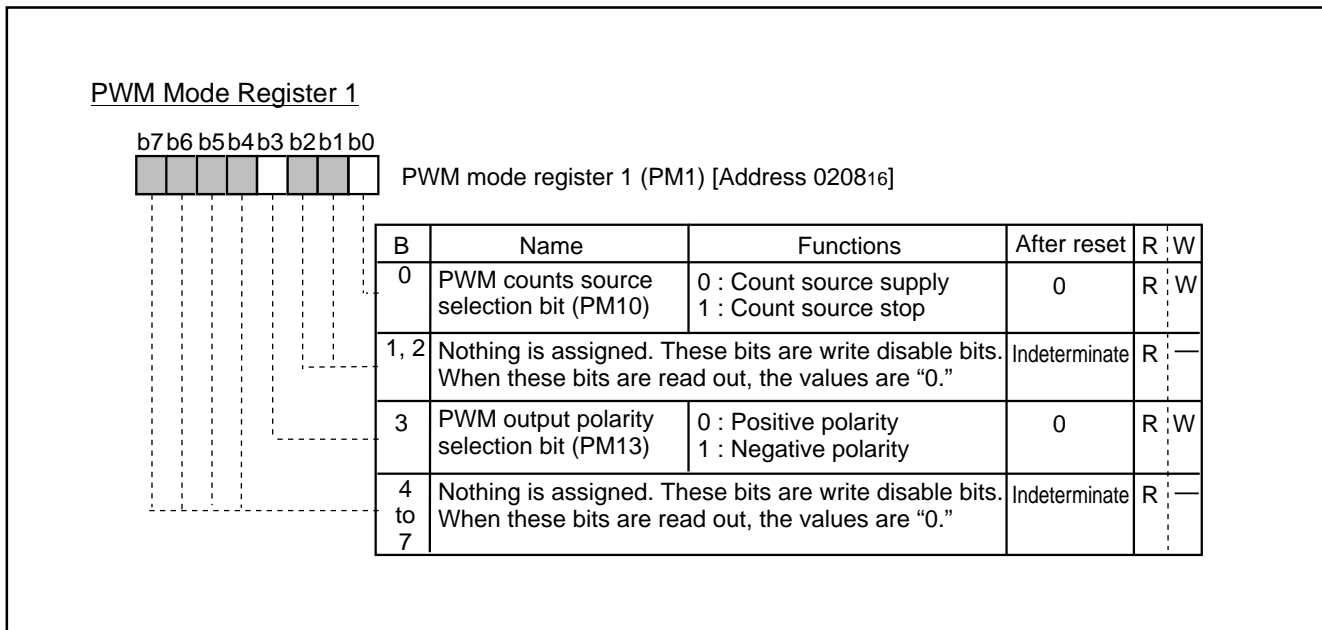 PWM Mode Register 1
b7 b6 b5 b4 b3 b2 b1 b0
PWM mode register 1 (PM1) [Address 020816]
B Name Functions After reset R W
0 PWM counts source selection bit (PM10) 0 : Count source supply 0 R W
1 : Count source stop
1, 2 Nothing is assigned. These bits are write disable bits. Indeterminate R —
When these bits are read out, the values are “0.”
3 PWM output polarity selection bit (PM13) 0 : Positive polarity 0 R W
1 : Negative polarity
4 to 7 Nothing is assigned. These bits are write disable bits. Indeterminate R —
When these bits are read out, the values are “0.”